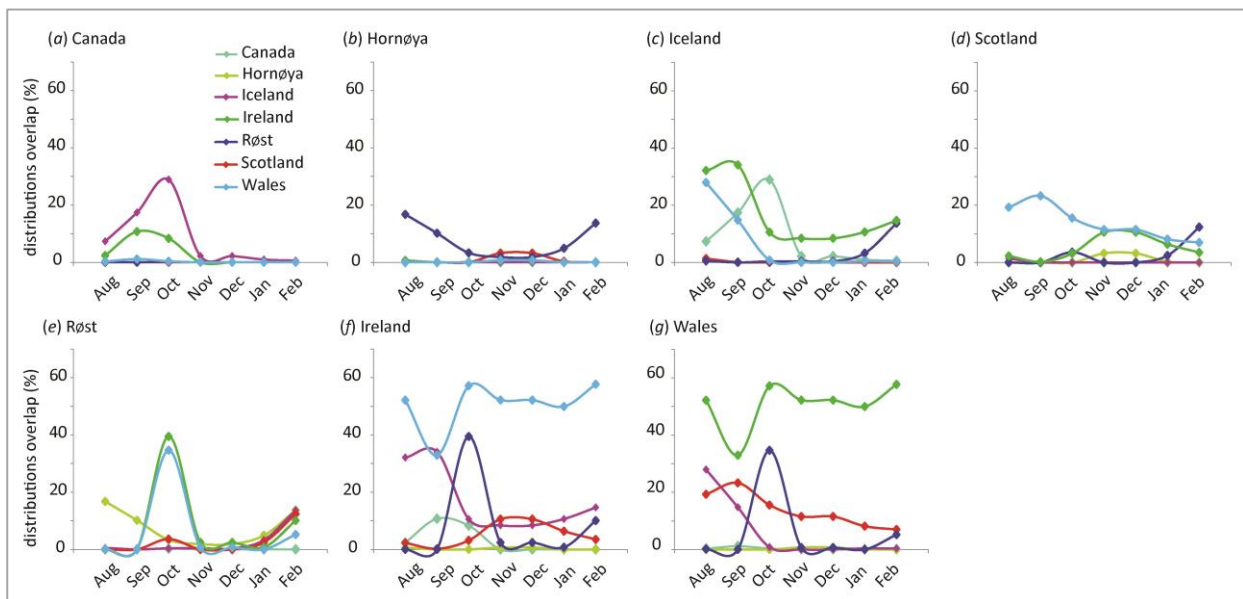 (a) Canada
(b) Hornøya
(c) Iceland
(d) Scotland
distributions overlap (%)
60
40
20
0
Canada
Hornøya
Iceland
Ireland
Røst
Scotland
Wales
Aug Sep Oct Nov Dec Jan Feb
60
40
20
0
Aug Sep Oct Nov Dec Jan Feb
60
40
20
0
Aug Sep Oct Nov Dec Jan Feb
60
40
20
0
Aug Sep Oct Nov Dec Jan Feb
(e) Røst
(f) Ireland
(g) Wales
distributions overlap (%)
60
40
20
0
Aug Sep Oct Nov Dec Jan Feb
60
40
20
0
Aug Sep Oct Nov Dec Jan Feb
60
40
20
0
Aug Sep Oct Nov Dec Jan Feb